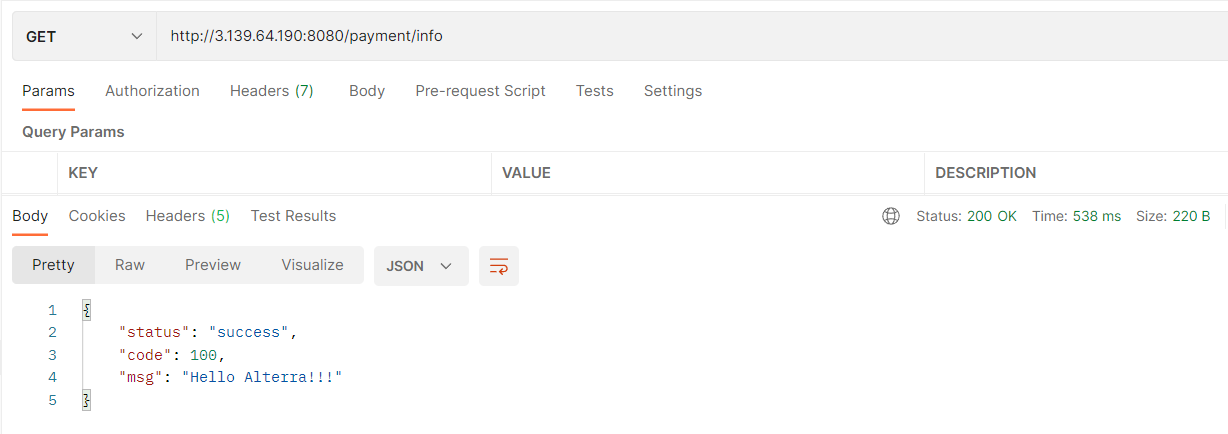 GET http://3.139.64.190:8080/payment/info
Params Authorization Headers (7) Body Pre-request Script Tests Settings
Query Params
KEY VALUE DESCRIPTION
Body Cookies Headers (5) Test Results Status: 200 OK Time: 538 ms Size: 220 B
Pretty Raw Preview Visualize JSON
1 {
2 "status": "success",
3 "code": 100,
4 "msg": "Hello Alterra!!!"
5 }